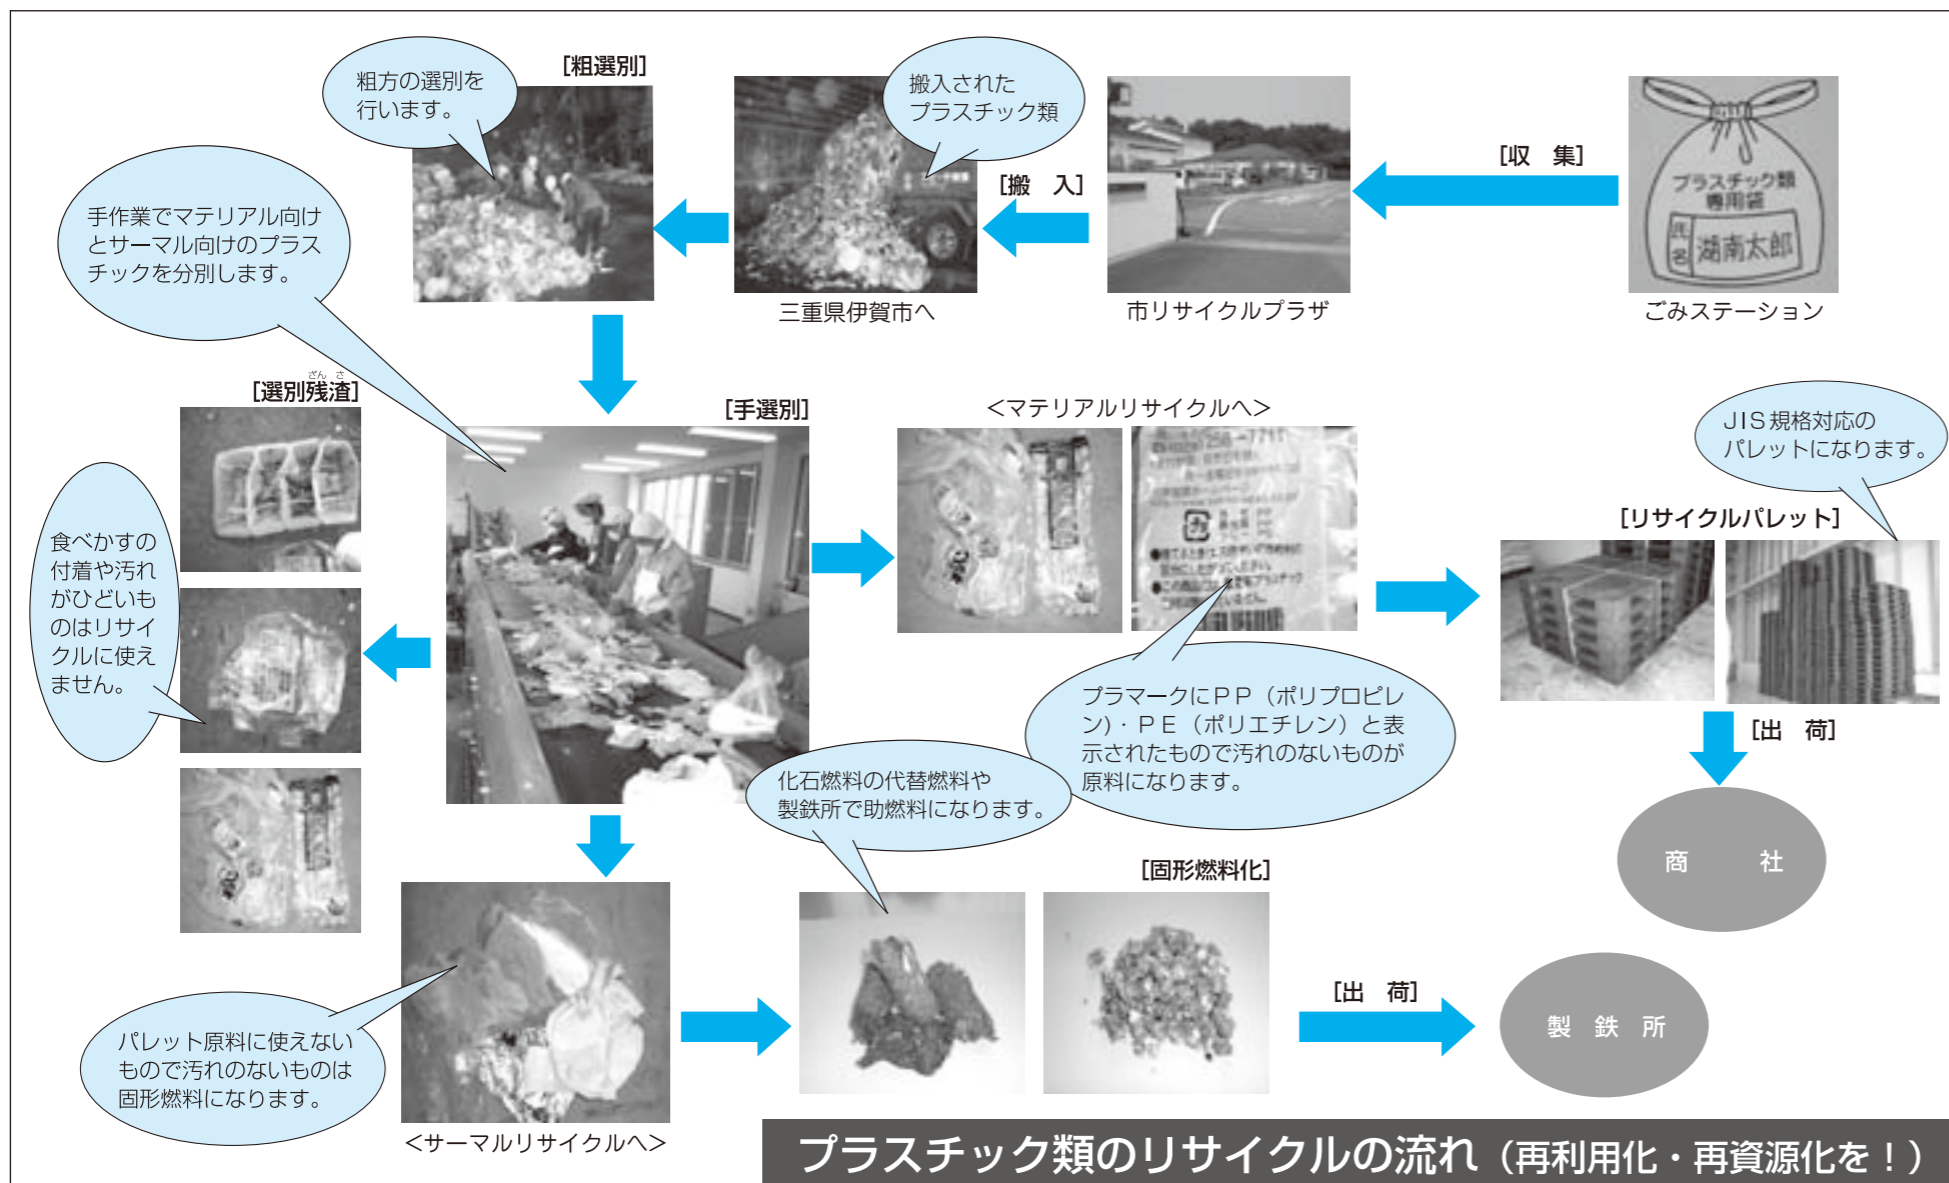 [粗選別]
粗方の選別を
行います。
搬入された
プラスチック類
[搬　入]
[収　集]
プラスチック類
専用袋
氏名
湖南太郎
三重県伊賀市へ
市リサイクルプラザ
ごみステーション
手作業でマテリアル向け
とサーマル向けのプラス
チックを分別します。
ざん さ
[選別残渣]
[手選別]
＜マテリアルリサイクルへ＞
JIS規格対応の
パレットになります。
[リサイクルパレット]
食べかすの
付着や汚れ
がひどいも
のはリサイ
クルに使え
ません。
プラマークにPP（ポリプロピレ
ン)・PE（ポリエチレン）と表
示されたもので汚れのないものが
原料になります。
[出　荷]
商　社
化石燃料の代替燃料や
製鉄所で助燃料になります。
[固形燃料化]
[出　荷]
製 鉄 所
パレット原料に使えない
もので汚れのないものは
固形燃料になります。
＜サーマルリサイクルへ＞
プラスチック類のリサイクルの流れ（再利用化・再資源化を！）